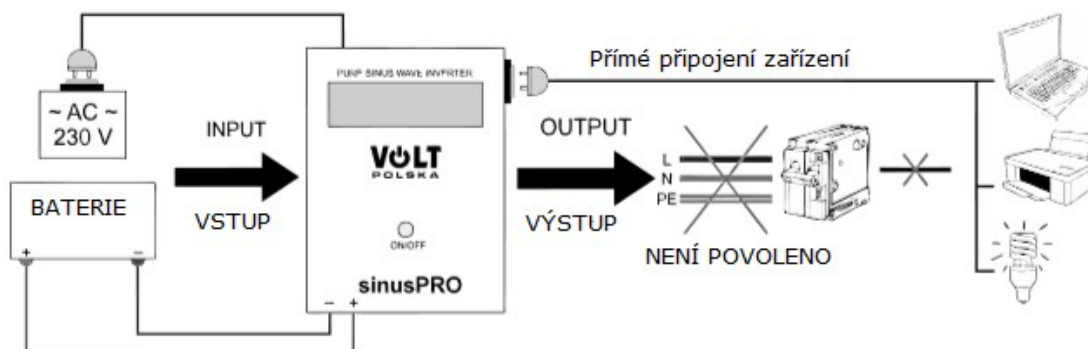 ~ AC ~
230 V
BATERIE
+
−
INPUT
VSTUP
PURE SINUS WAVE INVERTER
VOLT
POLSKA
ON/OFF
sinusPRO
− +
Přímé připojení zařízení
OUTPUT
VÝSTUP
L
N
PE
NENÍ POVOLENO